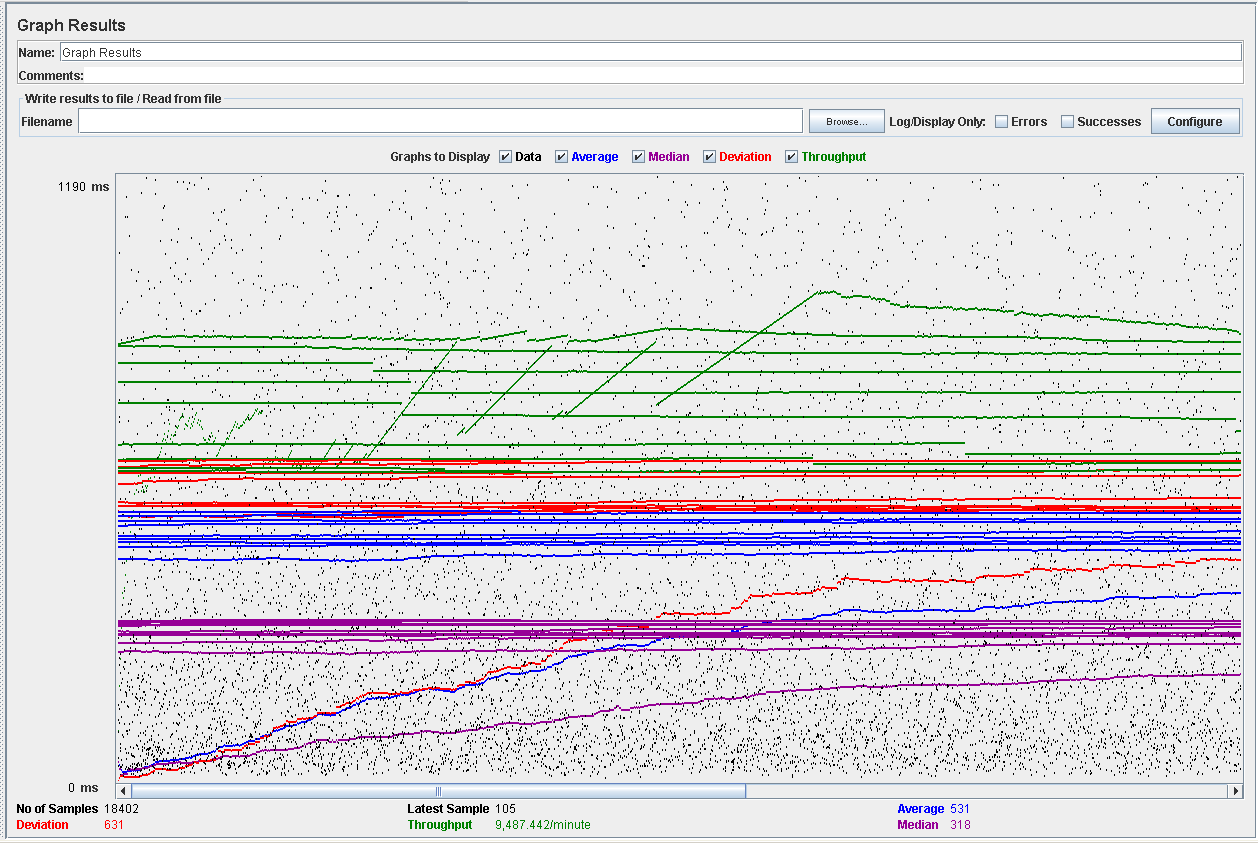 Graph Results
Name: Graph Results
Comments:
Write results to file / Read from file
Filename Browse... Log/Display Only: Errors Successes Configure
Graphs to Display Data Average Median Deviation Throughput
1190 ms
0 ms
No of Samples 18402 Latest Sample 105 Average 531
Deviation 631 Throughput 9,487.442/minute Median 318